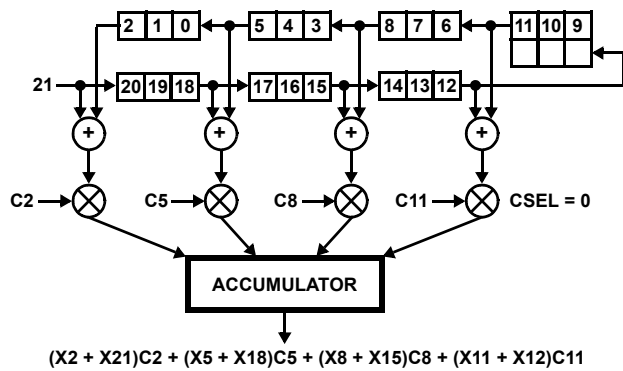 2 1 0 5 4 3 8 7 6 11 10 9
21 20 19 18 17 16 15 14 13 12
+ + + +
C2 C5 C8 C11 CSEL = 0
ACCUMULATOR
(X2 + X21)C2 + (X5 + X18)C5 + (X8 + X15)C8 + (X11 + X12)C11